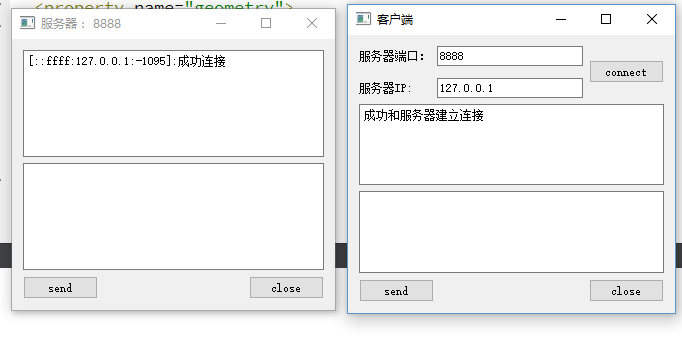 <property name="geometry">
服务器：8888
[::ffff:127.0.0.1:-1095]:成功连接
send
close
客户端
服务器端口：
8888
服务器IP:
127.0.0.1
connect
成功和服务器建立连接
send
close